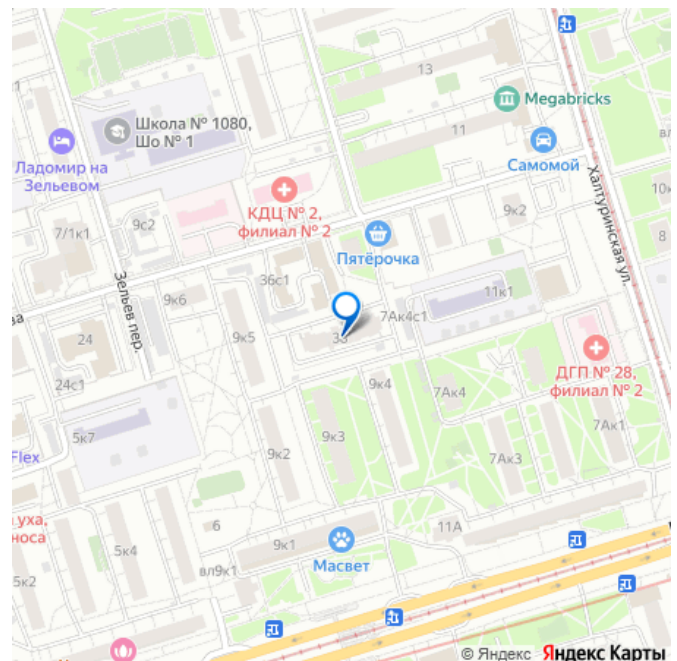 13
Megabricks
Школа № 1080,
Шо № 1
11
Ладомир на
Зельевом
Самомой
Халтуринская ул.
КДЦ № 2,
филиал № 2
9с2
9к2
10к
7/1к1
8
Пятёрочка
Зельев пер.
36с1
9к6
11к1
7Ак4с1
24
9к5
33
ДГП № 28,
филиал № 2
24с1
9к4
7Ак4
7Ак1
5к7
9к3
Flex
9к2
7Ак3
уха,
носа
6
11А
5к4
9к1
вл9к1
5к2
Масвет
© Яндекс Яндекс Карты